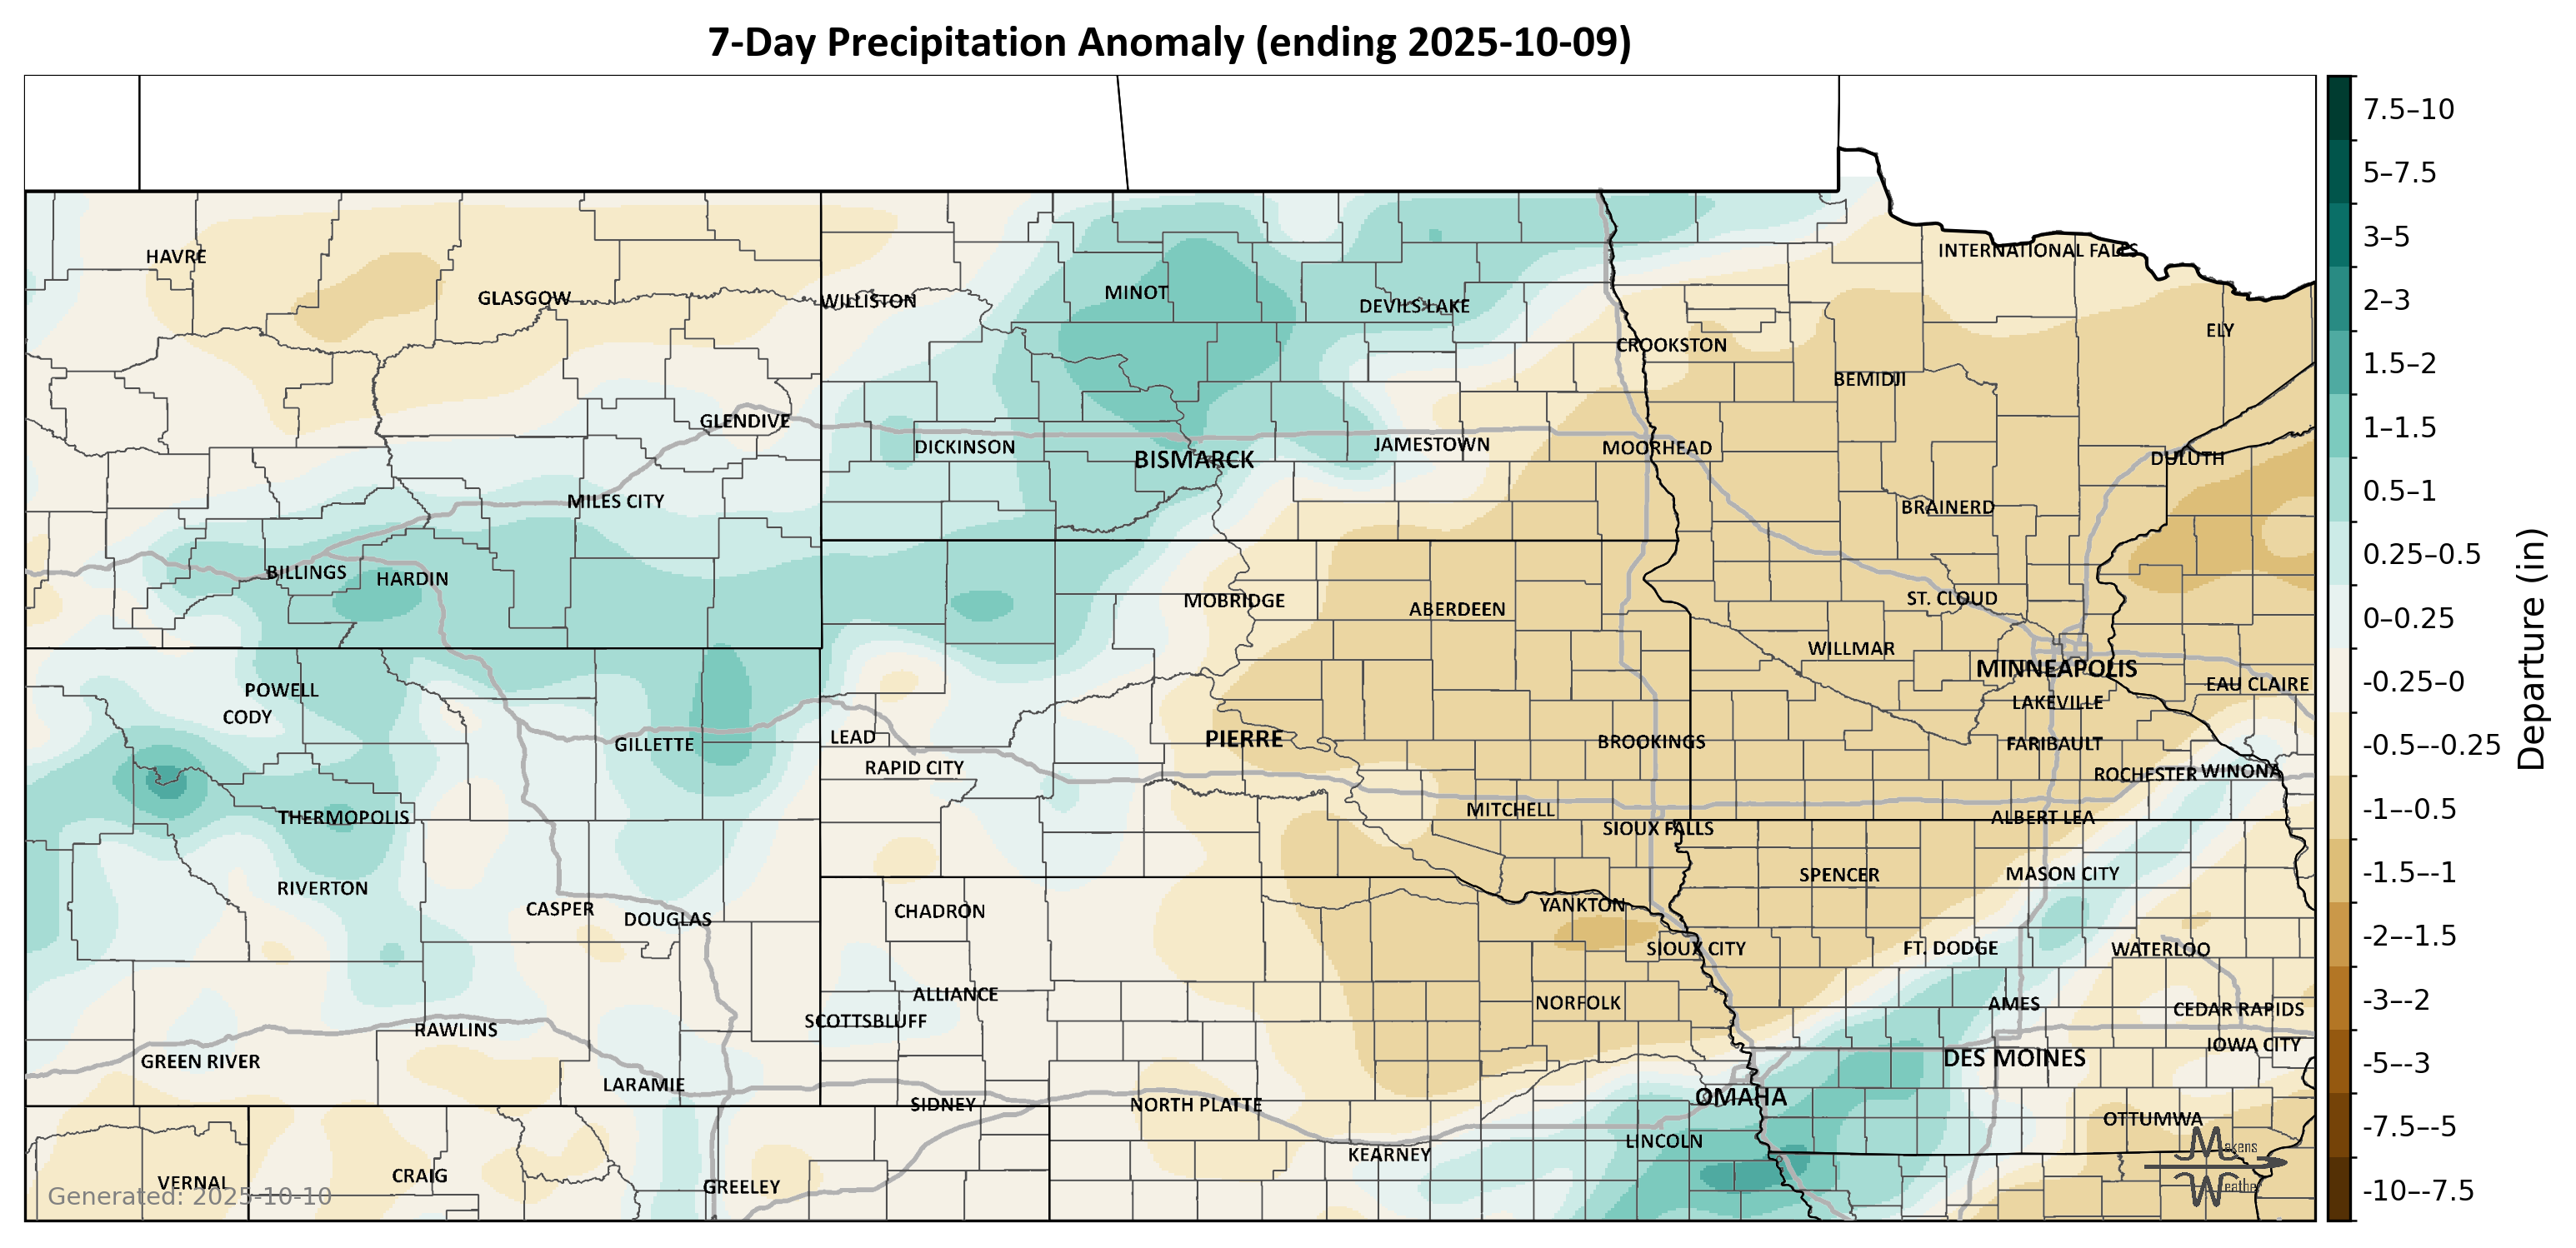 7-Day Precipitation Anomaly (ending 2025-10-09)
HAVRE
GLASGOW
WILLISTON
MINOT
DEVILS LAKE
INTERNATIONAL FALLS
ELY
CROOKSTON
BEMIDJI
GLENDIVE
DICKINSON
BISMARCK
JAMESTOWN
MOORHEAD
DULUTH
MILES CITY
BRAINERD
BILLINGS
HARDIN
MOBRIDGE
ABERDEEN
ST. CLOUD
WILLMAR
MINNEAPOLIS
EAU CLAIRE
LAKEVILLE
POWELL
CODY
GILLETTE
LEAD
RAPID CITY
PIERRE
BROOKINGS
FARIBAULT
ROCHESTER
WINONA
THERMOPOLIS
MITCHELL
SIOUX FALLS
ALBERT LEA
RIVERTON
CASPER
DOUGLAS
CHADRON
YANKTON
SPENCER
MASON CITY
SIOUX CITY
FT. DODGE
WATERLOO
ALLIANCE
SCOTTSBLUFF
NORFOLK
AMES
CEDAR RAPIDS
RAWLINS
GREEN RIVER
DES MOINES
IOWA CITY
LARAMIE
SIDNEY
NORTH PLATTE
OMAHA
OTTUMWA
LINCOLN
KEARNEY
VERNAL
CRAIG
GREELEY
Generated: 2025-10-10
Makens
Weather
7.5–10
5–7.5
3–5
2–3
1.5–2
1–1.5
0.5–1
0.25–0.5
0–0.25
-0.25–0
-0.5–-0.25
-1–-0.5
-1.5–-1
-2–-1.5
-3–-2
-5–-3
-7.5–-5
-10–-7.5
Departure (in)